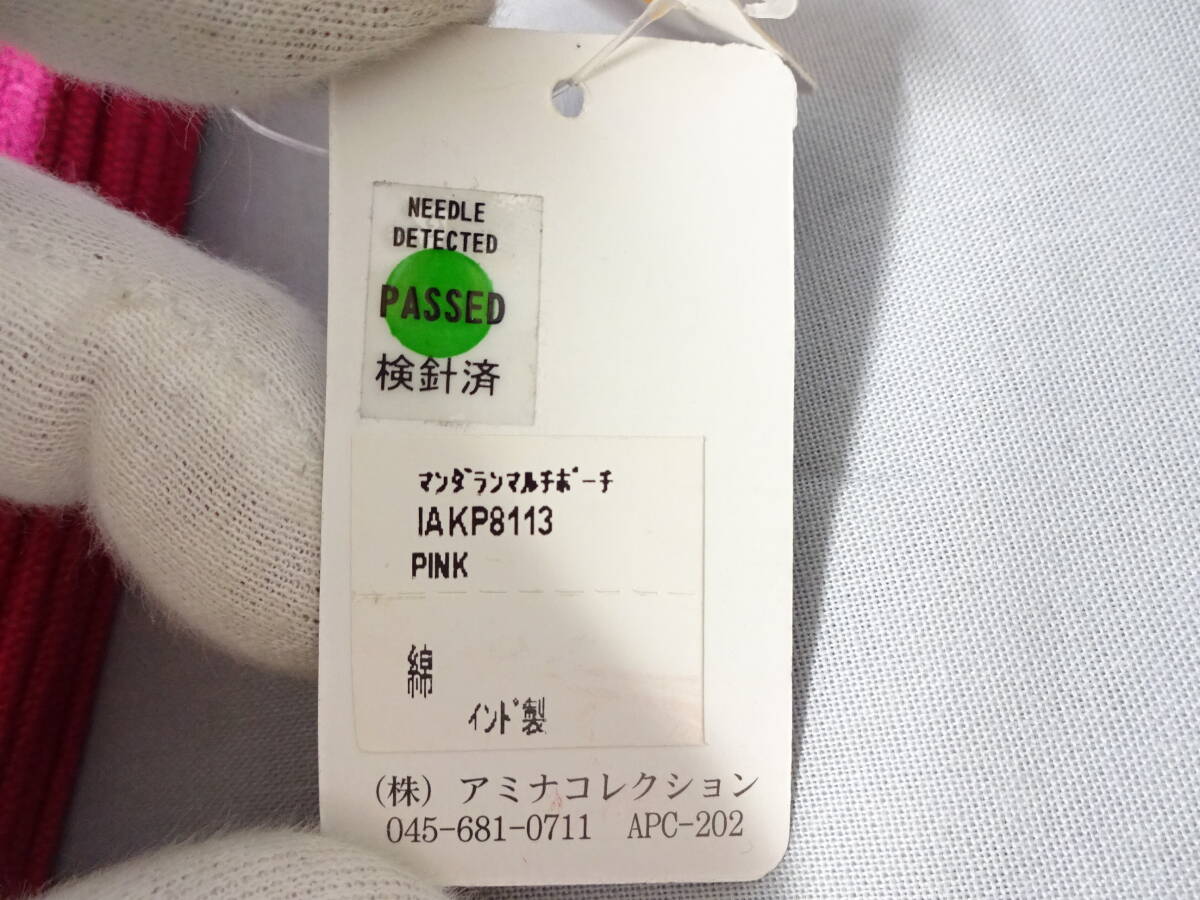 NEEDLE
DETECTED
PASSED
検針済
マンダランマルチポーチ
IAKP8113
PINK
綿
インド製
(株) アミナコレクション
045-681-0711 APC-202